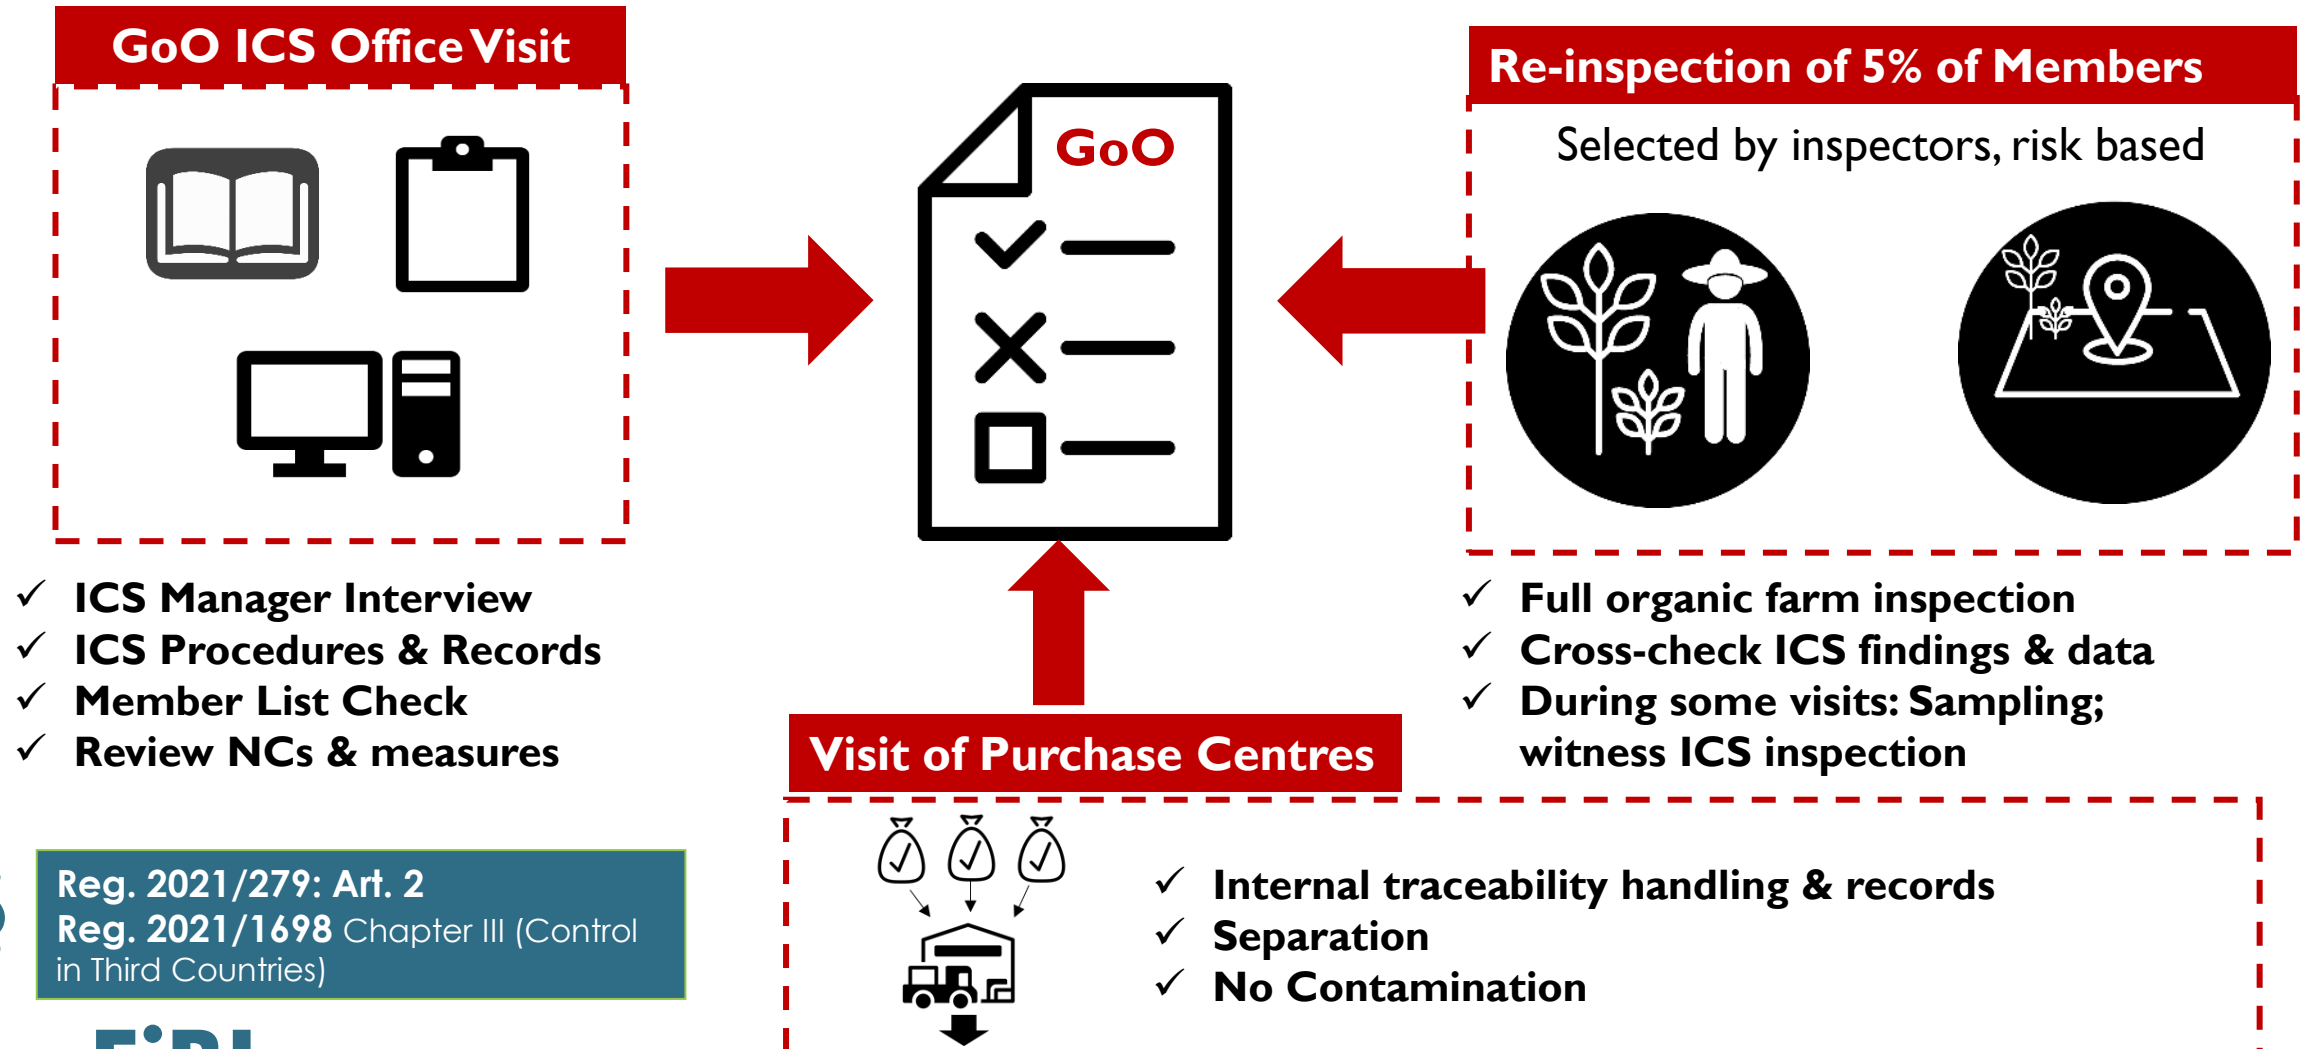 GoO ICS Office Visit
✓ ICS Manager Interview
✓ ICS Procedures & Records
✓ Member List Check
✓ Review NCs & measures
GoO
Re-inspection of 5% of Members
Selected by inspectors, risk based
✓ Full organic farm inspection
✓ Cross-check ICS findings & data
✓ During some visits: Sampling;
witness ICS inspection
Visit of Purchase Centres
✓ Internal traceability handling & records
✓ Separation
✓ No Contamination
Reg. 2021/279: Art. 2
Reg. 2021/1698 Chapter III (Control
in Third Countries)